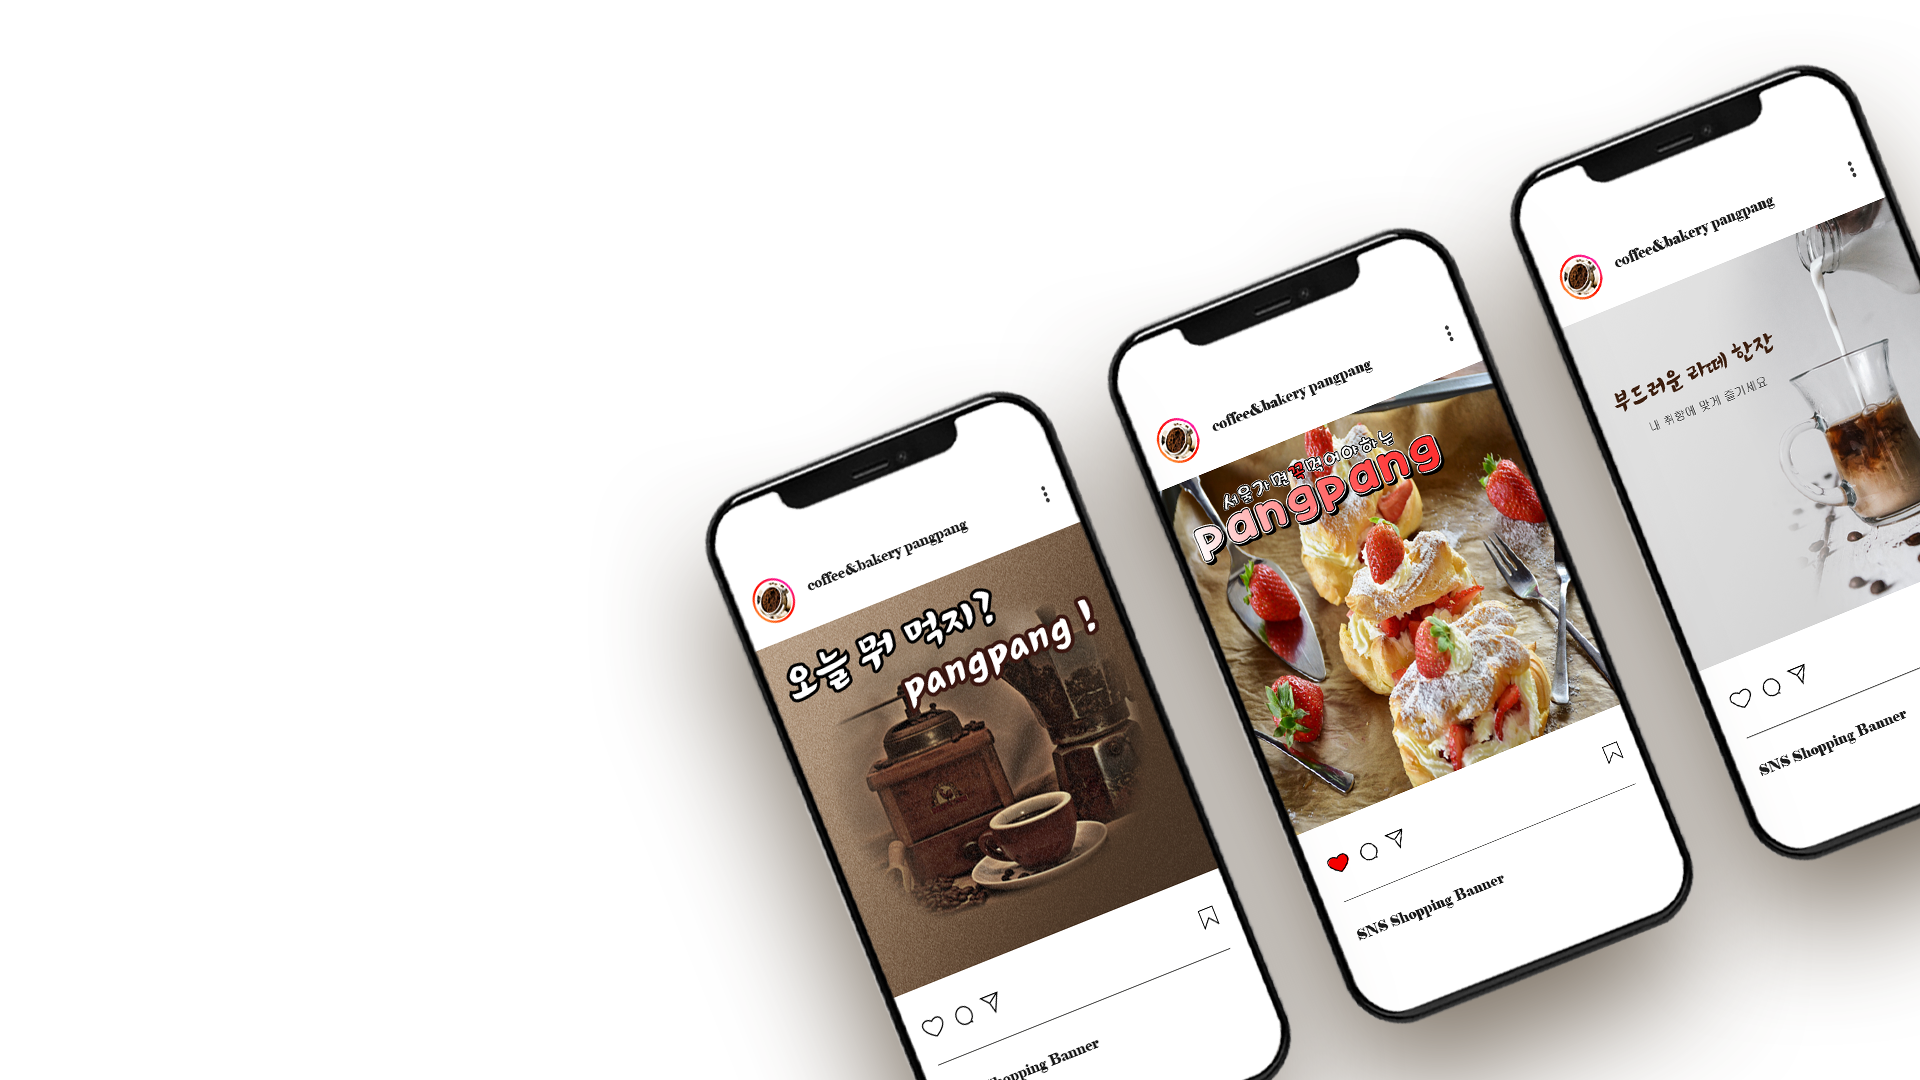 coffee&bakery pangpang
오늘 뭐 먹지?
pangpang !
hopping Banner
coffee&bakery pangpang
서울가면꼭먹어야하는
pangpang
SNS Shopping Banner
coffee&bakery pangpang
부드러운 라떼 한잔
내 취향에 맞게 즐기세요
SNS Shopping Banner